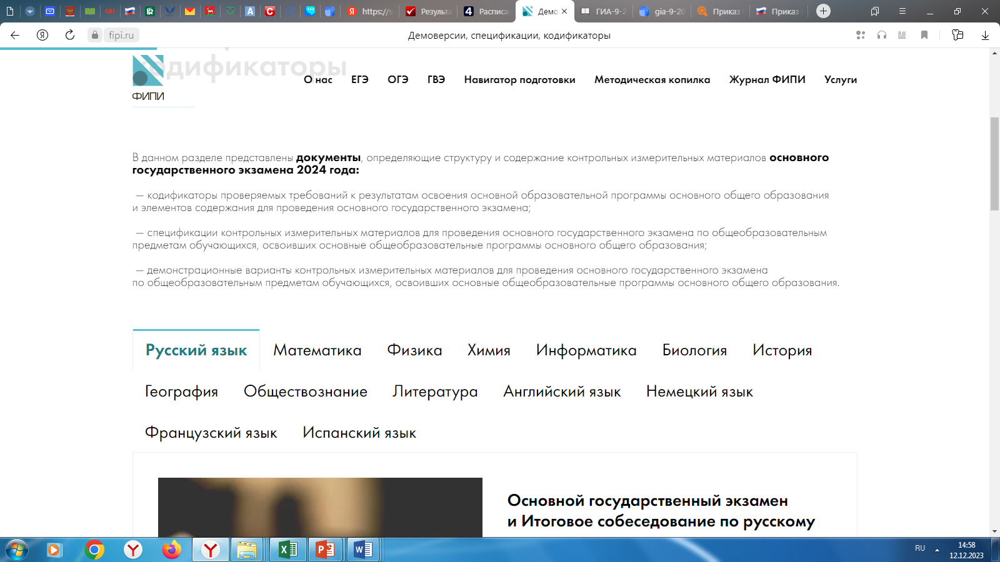 https://s
Результа
Расписан
Демо
ГИА-9-2
gia-9-20
Приказ
Приказ
fipi.ru
Демоверсии, спецификации, кодификаторы
кодификаторы
ФИПИ
О нас ЕГЭ ОГЭ ГВЭ Навигатор подготовки Методическая копилка Журнал ФИПИ Услуги
В данном разделе представлены документы, определяющие структуру и содержание контрольных измерительных материалов основного
государственного экзамена 2024 года:
— кодификаторы проверяемых требований к результатам освоения основной образовательной программы основного общего образования
и элементов содержания для проведения основного государственного экзамена;
— спецификации контрольных измерительных материалов для проведения основного государственного экзамена по общеобразовательным
предметам обучающихся, освоивших основные общеобразовательные программы основного общего образования;
— демонстрационные варианты контрольных измерительных материалов для проведения основного государственного экзамена
по общеобразовательным предметам обучающихся, освоивших основные общеобразовательные программы основного общего образования.
Русский язык Математика Физика Химия Информатика Биология История
География Обществознание Литература Английский язык Немецкий язык
Французский язык Испанский язык
Основной государственный экзамен
и Итоговое собеседование по русскому
RU
14:58
12.12.2023